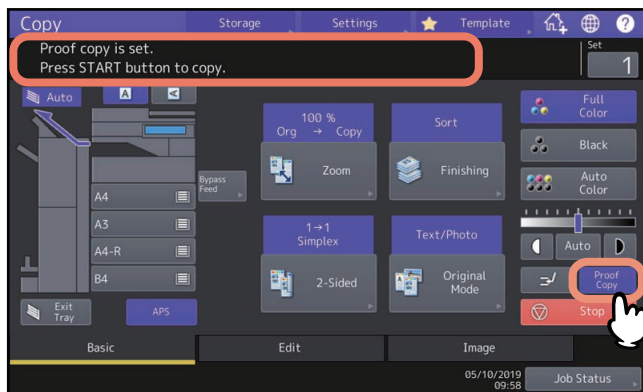 Copy
Storage
Settings
Template
?
Proof copy is set.
Press START button to copy.
Set
1
Auto
A
A
100 %
Org → Copy
Zoom
Sort
Finishing
Full
Color
Black
Auto
Color
Bypass
Feed
A4
A3
A4-R
B4
1→1
Simplex
2-Sided
Text/Photo
Original
Mode
Auto
Proof
Copy
Exit
Tray
APS
Stop
Basic
Edit
Image
05/10/2019
09:58
Job Status